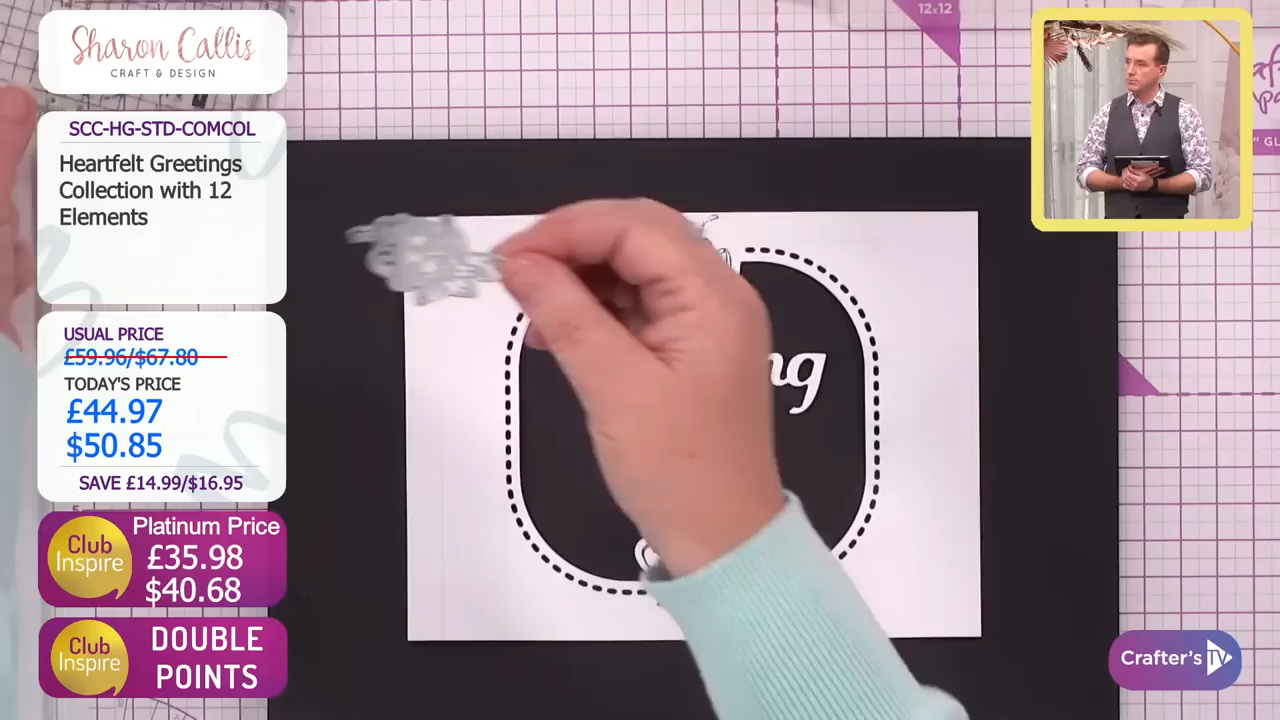 Sharon Callis
CRAFT & DESIGN
SCC-HG-STD-COMCOL
Heartfelt Greetings
Collection with 12
Elements
USUAL PRICE
£59.96/$67.80
TODAY'S PRICE
£44.97
$50.85
SAVE £14.99/$16.95
Club
Inspire
Platinum Price
£35.98
$40.68
Club
Inspire
DOUBLE
POINTS
12x12
ng
Crafter's TV